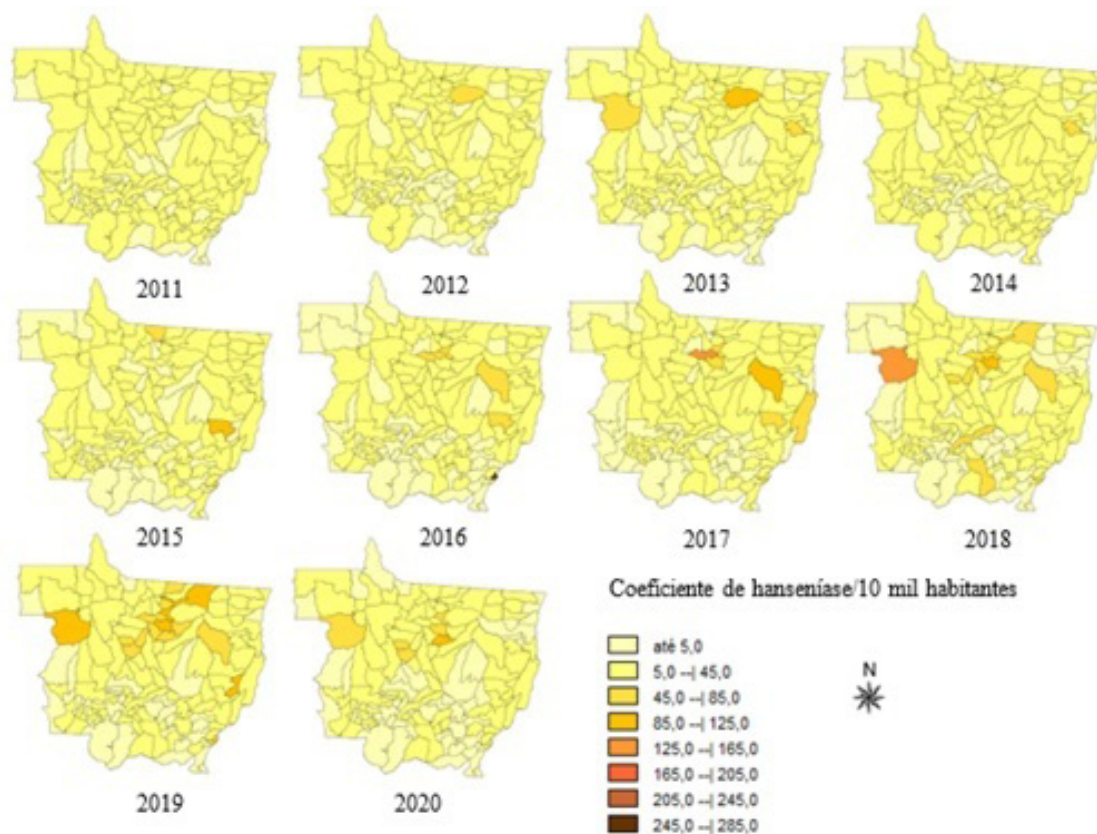 2011
2012
2013
2014
2015
2016
2017
2018
2019
2020
Coeficiente de hanseníase/10 mil habitantes
até 5,0
5,0 --| 45,0
45,0 --| 85,0
85,0 --| 125,0
125,0 --| 165,0
165,0 --| 205,0
205,0 --| 245,0
245,0 --| 285,0
N